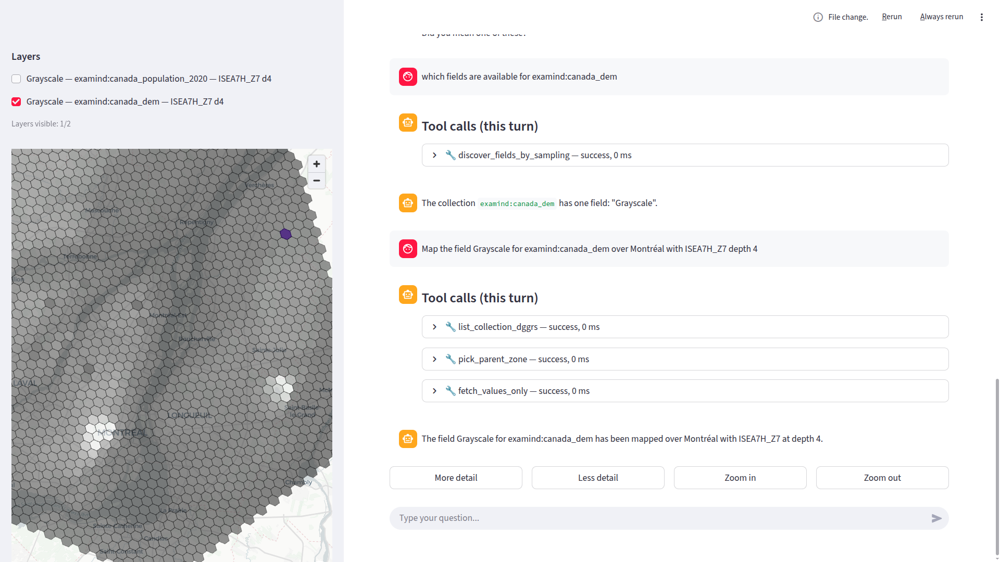 File change.
Rerun
Always rerun
Layers
Grayscale — examind:canada_population_2020 — ISEA7H_Z7 d4
Grayscale — examind:canada_dem — ISEA7H_Z7 d4
Layers visible: 1/2
+
−
Verchères
Mascouche
Repentigny
Terrebonne
Montréal-Est
Boucherville
Sainte-Julie
LAVAL
Saint-Basile-
le-Grand
LONGUEUIL
MONTRÉAL
Chambly
La Prairie
Sainte-Catherine
Candiac
Saint-Constant
Did you mean one of these?
which fields are available for examind:canada_dem
Tool calls (this turn)
discover_fields_by_sampling — success, 0 ms
The collection examind:canada_dem has one field: "Grayscale".
Map the field Grayscale for examind:canada_dem over Montréal with ISEA7H_Z7 depth 4
Tool calls (this turn)
list_collection_dggrs — success, 0 ms
pick_parent_zone — success, 0 ms
fetch_values_only — success, 0 ms
The field Grayscale for examind:canada_dem has been mapped over Montréal with ISEA7H_Z7 at depth 4.
More detail
Less detail
Zoom in
Zoom out
Type your question...